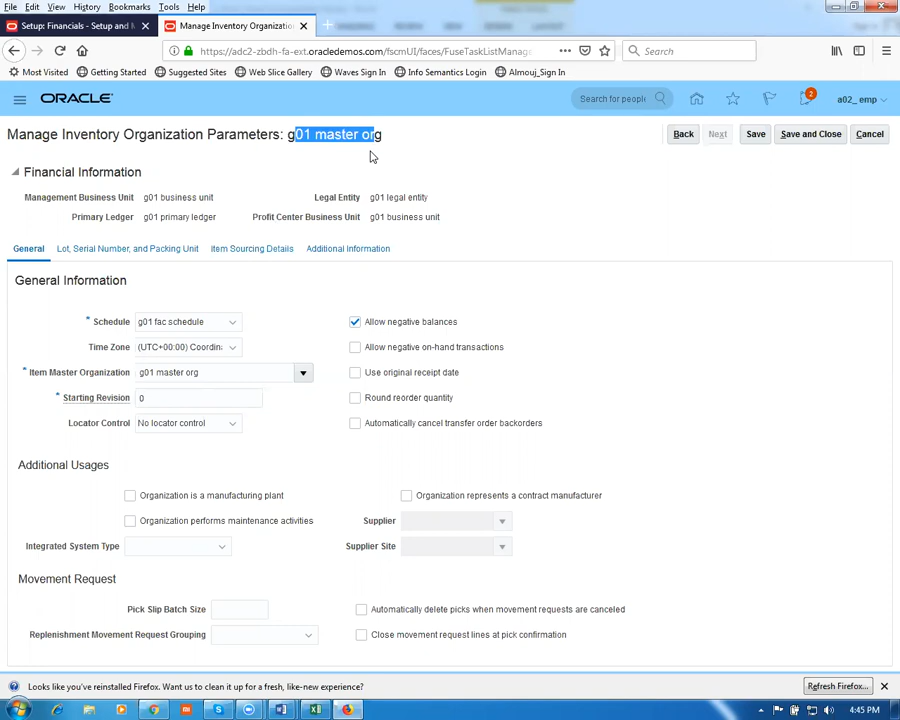 File Edit View History Bookmarks Tools Help
Setup: Financials - Setup and M × Manage Inventory Organizatio × +
https://adc2-zbdh-fa-ext.oracledemos.com/fscmUI/faces/FuseTaskListManag Search
Most Visited Getting Started Suggested Sites Web Slice Gallery Waves Sign In Info Semantics Login Almouj_Sign In
ORACLE Search for people 2 a02_ emp
Manage Inventory Organization Parameters: g01 master org Back Next Save Save and Close Cancel
Financial Information
Management Business Unit g01 business unit Legal Entity g01 legal entity
Primary Ledger g01 primary ledger Profit Center Business Unit g01 business unit
General Lot, Serial Number, and Packing Unit Item Sourcing Details Additional Information
General Information
* Schedule g01 fac schedule Allow negative balances
Time Zone (UTC+00:00) Coordin: Allow negative on-hand transactions
* Item Master Organization g01 master org Use original receipt date
* Starting Revision 0 Round reorder quantity
Locator Control No locator control Automatically cancel transfer order backorders
Additional Usages
Organization is a manufacturing plant Organization represents a contract manufacturer
Organization performs maintenance activities Supplier
Integrated System Type Supplier Site
Movement Request
Pick Slip Batch Size Automatically delete picks when movement requests are canceled
Replenishment Movement Request Grouping Close movement request lines at pick confirmation
Looks like you've reinstalled Firefox. Want us to clean it up for a fresh, like-new experience? Refresh Firefox...
4:45 PM